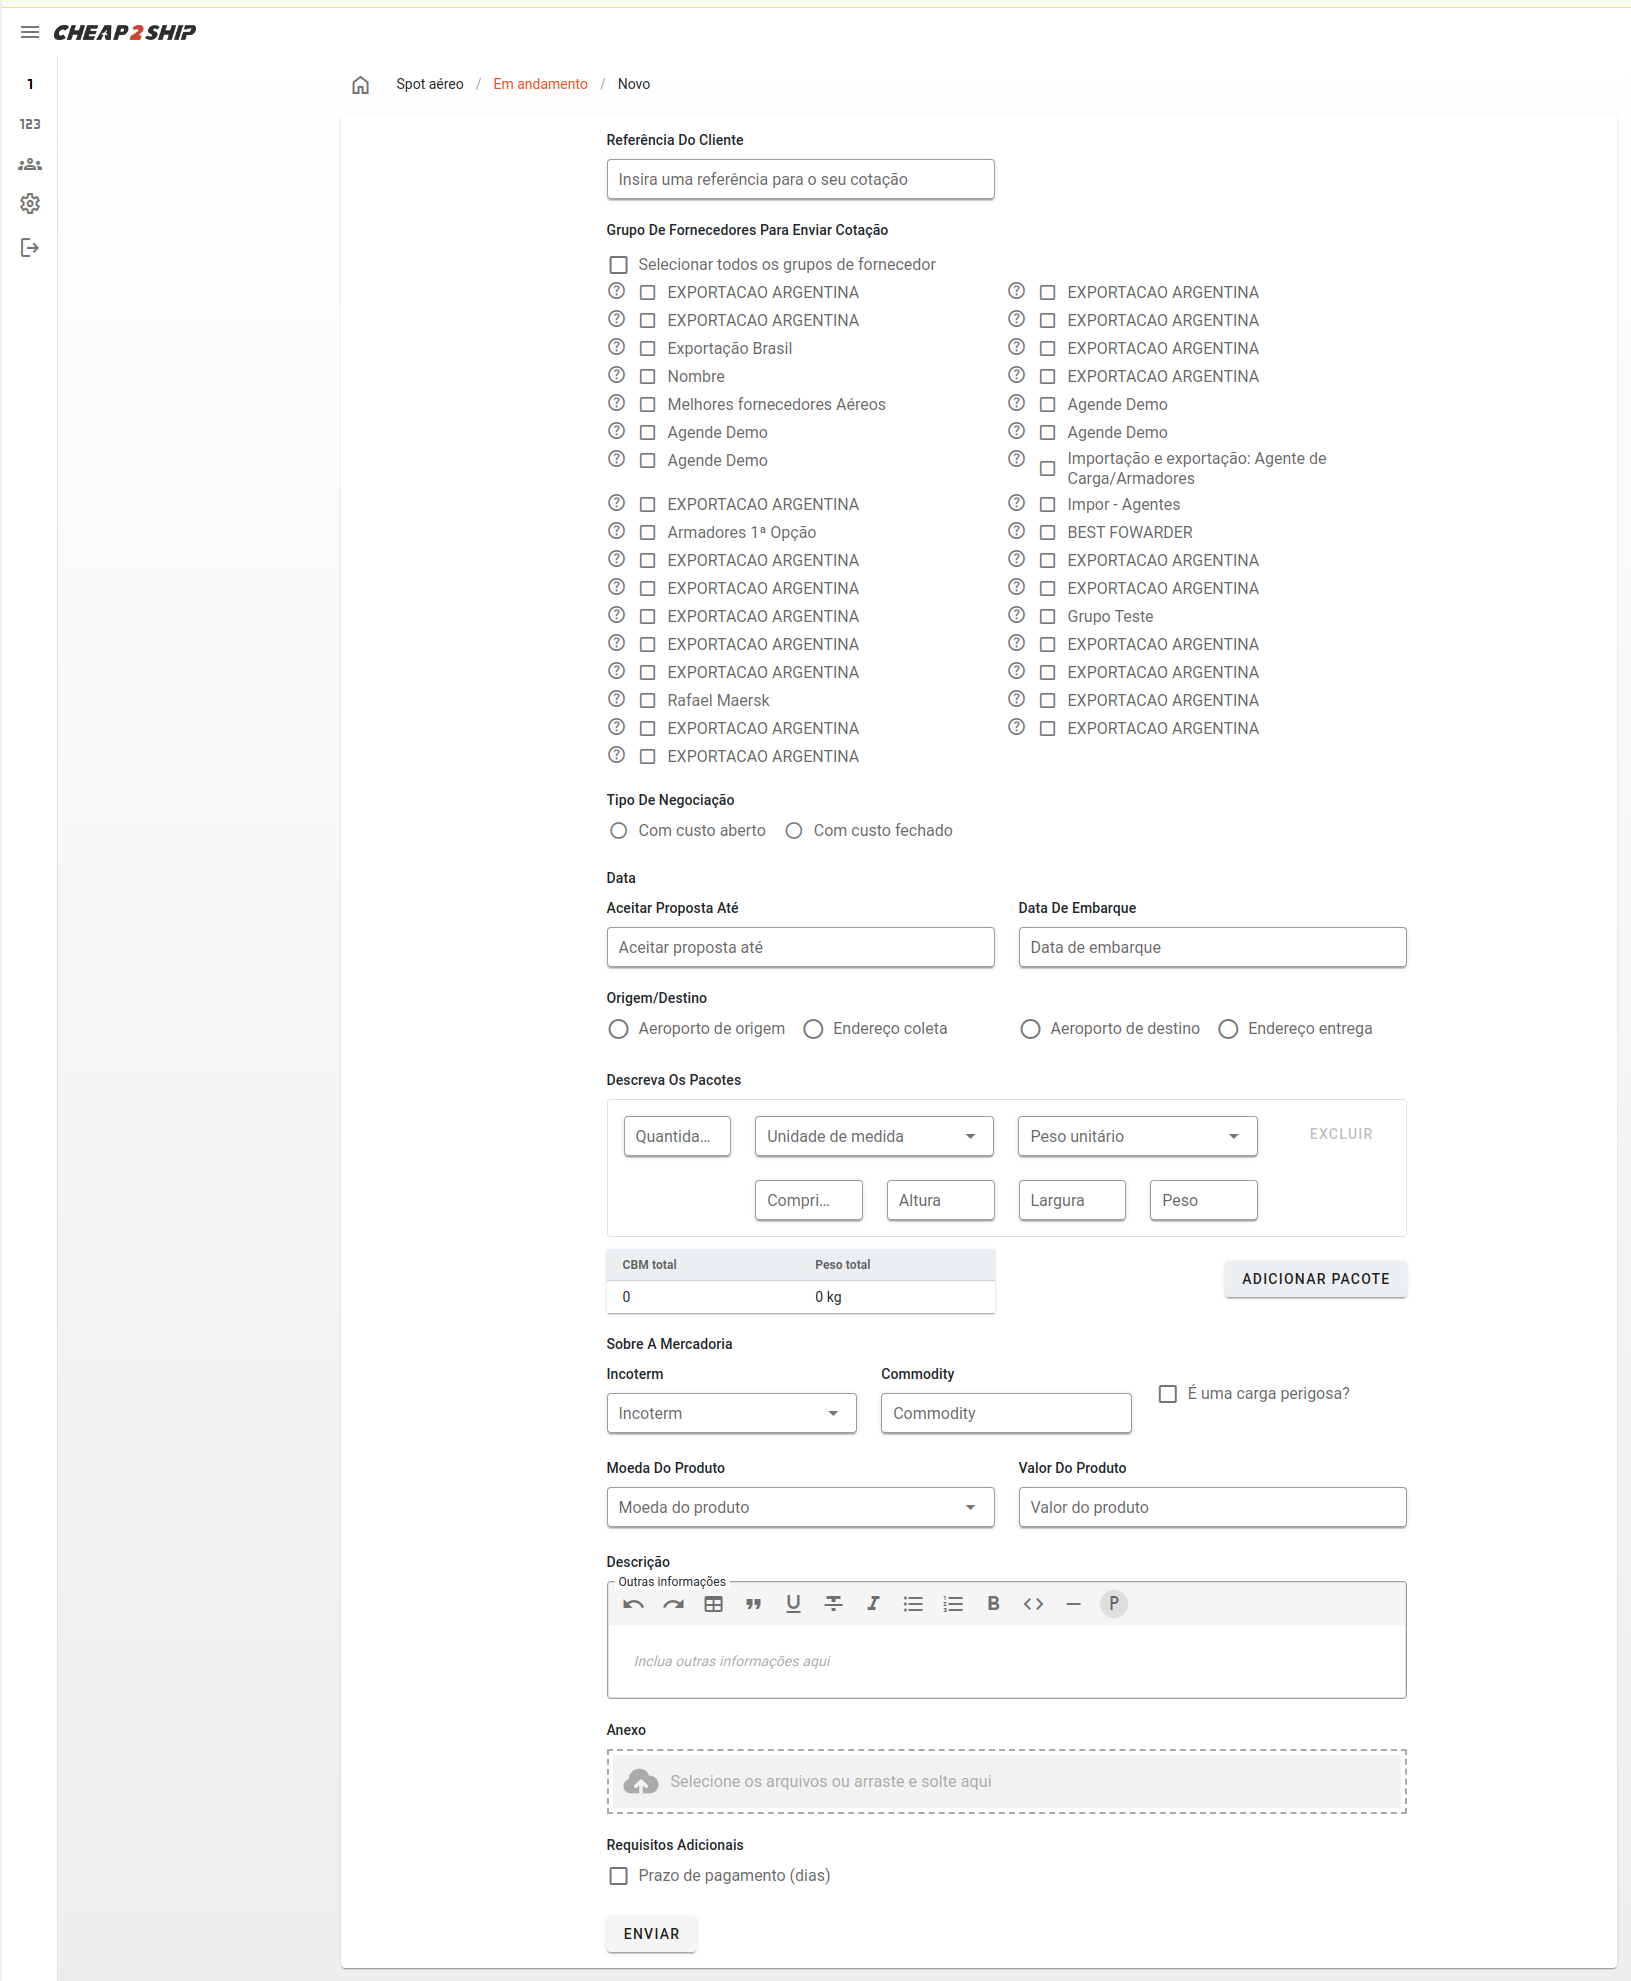 CHEAP2SHIP
1
123
Spot aéreo / Em andamento / Novo
Referência Do Cliente
Insira uma referência para o seu cotação
Grupo De Fornecedores Para Enviar Cotação
Selecionar todos os grupos de fornecedor
EXPORTACAO ARGENTINA
EXPORTACAO ARGENTINA
EXPORTACAO ARGENTINA
EXPORTACAO ARGENTINA
Exportação Brasil
EXPORTACAO ARGENTINA
Nombre
EXPORTACAO ARGENTINA
Melhores fornecedores Aéreos
Agende Demo
Agende Demo
Agende Demo
Agende Demo
Importação e exportação: Agente de
Carga/Armadores
EXPORTACAO ARGENTINA
Impor - Agentes
Armadores 1ª Opção
BEST FOWARDER
EXPORTACAO ARGENTINA
EXPORTACAO ARGENTINA
EXPORTACAO ARGENTINA
EXPORTACAO ARGENTINA
EXPORTACAO ARGENTINA
Grupo Teste
EXPORTACAO ARGENTINA
EXPORTACAO ARGENTINA
EXPORTACAO ARGENTINA
EXPORTACAO ARGENTINA
Rafael Maersk
EXPORTACAO ARGENTINA
EXPORTACAO ARGENTINA
EXPORTACAO ARGENTINA
EXPORTACAO ARGENTINA
Tipo De Negociação
Com custo aberto
Com custo fechado
Data
Aceitar Proposta Até
Data De Embarque
Aceitar proposta até
Data de embarque
Origem/Destino
Aeroporto de origem
Endereço coleta
Aeroporto de destino
Endereço entrega
Descreva Os Pacotes
Quantida...
Unidade de medida
Peso unitário
EXCLUIR
Compri...
Altura
Largura
Peso
CBM total
Peso total
0
0 kg
ADICIONAR PACOTE
Sobre A Mercadoria
Incoterm
Commodity
Incoterm
Commodity
É uma carga perigosa?
Moeda Do Produto
Valor Do Produto
Moeda do produto
Valor do produto
Descrição
Outras informações
B
P
Inclua outras informações aqui
Anexo
Selecione os arquivos ou arraste e solte aqui
Requisitos Adicionais
Prazo de pagamento (dias)
ENVIAR